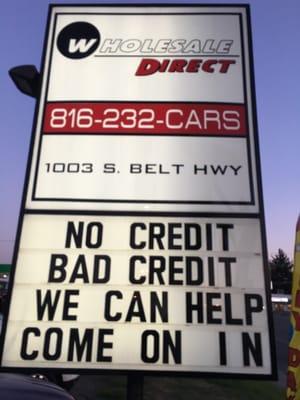 WHOLESALE
DIRECT
816-232-CARS
1003 S. BELT HWY
NO CREDIT
BAD CREDIT
WE CAN HELP
COME ON IN